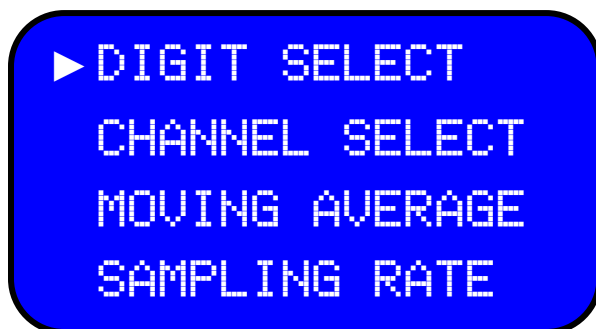 ▶DIGIT SELECT
CHANNEL SELECT
MOVING AVERAGE
SAMPLING RATE